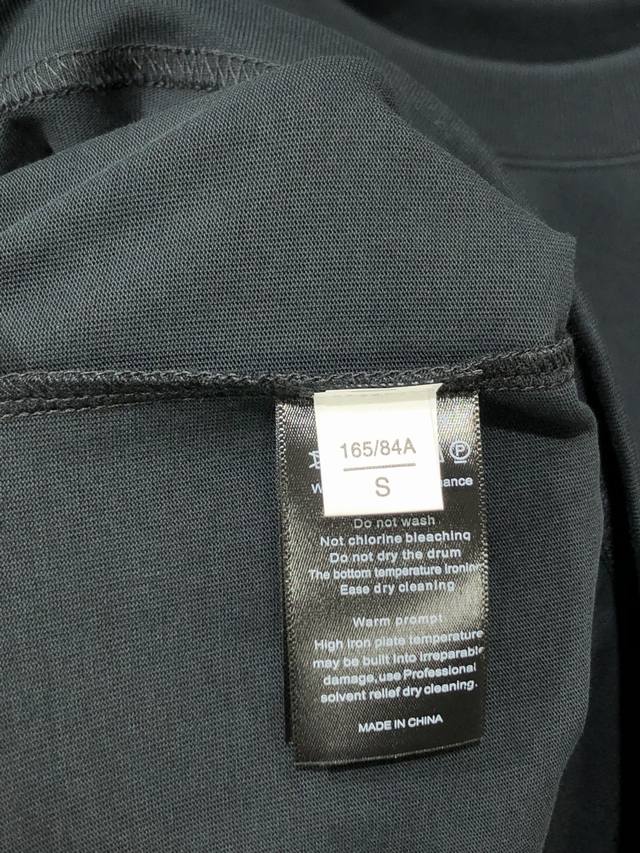 165/84A
S
P
ance
Do not wash
Not chlorine bleaching
Do not dry the drum
The bottom temperature ironing
Ease dry cleaning
Warm prompt
High iron plate temperature
may be built into irreparable
damage, use Professional
solvent relief dry cleaning.
MADE IN CHINA